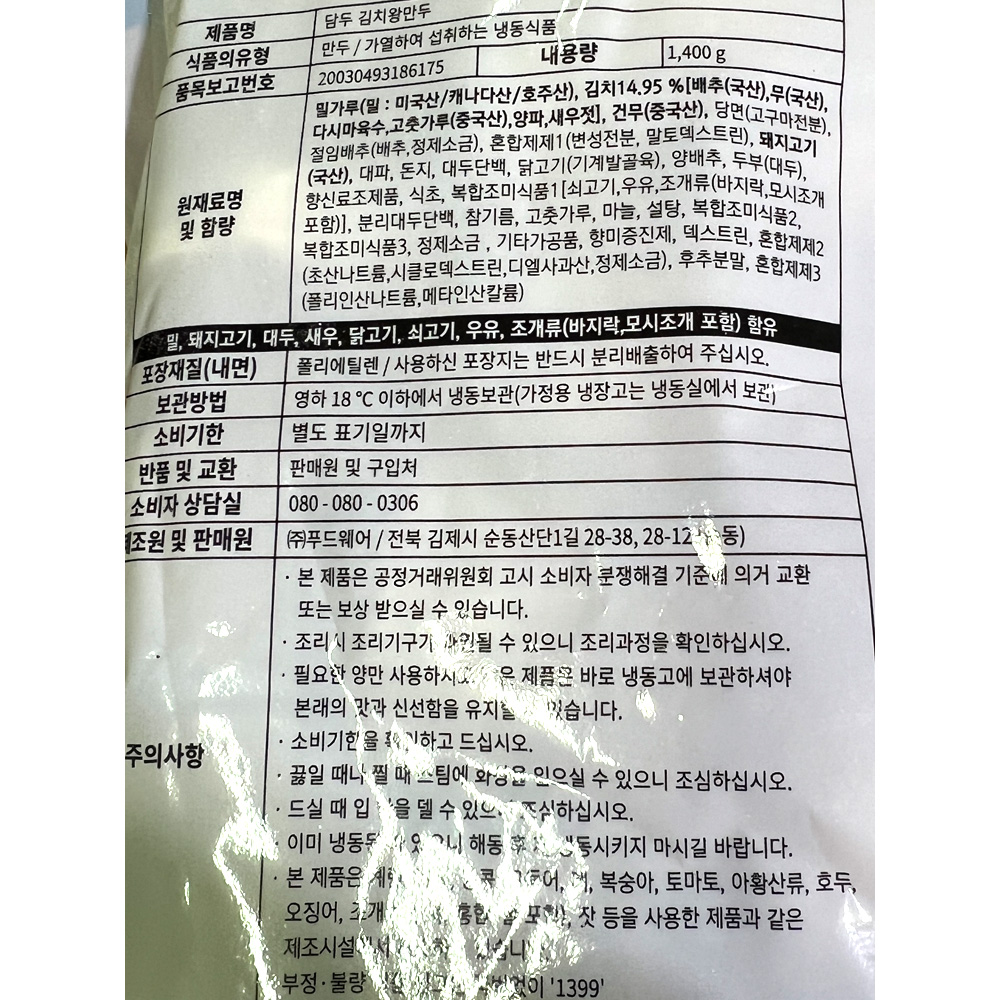 제품명 담두 김치왕만두
식품의유형 만두 / 가열하여 섭취하는 냉동식품 내용량 1,400 g
품목보고번호 20030493186175
원재료명 및 함량
밀가루(밀 : 미국산/캐나다산/호주산), 김치14.95 %[배추(국산),무(국산),
다시마육수,고춧가루(중국산),양파,새우젓], 건무(중국산), 당면(고구마전분),
절임배추(배추,정제소금), 혼합제제1(변성전분, 말토덱스트린), 돼지고기
(국산), 대파, 돈지, 대두단백, 닭고기(기계발골육), 양배추, 두부(대두),
향신료조제품, 식초, 복합조미식품1[쇠고기,우유,조개류(바지락,모시조개
포함)], 분리대두단백, 참기름, 고춧가루, 마늘, 설탕, 복합조미식품2,
복합조미식품3, 정제소금 , 기타가공품, 향미증진제, 덱스트린, 혼합제제2
(초산나트륨,시클로덱스트린,디엘사과산,정제소금), 후추분말, 혼합제제3
(폴리인산나트륨,메타인산칼륨)
밀, 돼지고기, 대두, 새우, 닭고기, 쇠고기, 우유, 조개류(바지락,모시조개 포함) 함유
포장재질(내면) 폴리에틸렌 / 사용하신 포장지는 반드시 분리배출하여 주십시오.
보관방법 영하 18 ℃ 이하에서 냉동보관(가정용 냉장고는 냉동실에서 보관)
소비기한 별도 표기일까지
반품 및 교환 판매원 및 구입처
소비자 상담실 080 - 080 - 0306
제조원 및 판매원 ㈜푸드웨어 / 전북 김제시 순동산단1길 28-38, 28-12
주의사항
· 본 제품은 공정거래위원회 고시 소비자 분쟁해결 기준에 의거 교환
또는 보상 받으실 수 있습니다.
· 조리시 조리기구가 수 있으니 조리과정을 확인하십시오.
· 필요한 양만 제품은 바로 냉동고에 보관하셔야
본래의 맛과 신선함을 있습니다.
· 소비기한을 확인하고 드십시오.
· 끓일 때나 찔 때 스팀에 화상을 입으실 수 있으니 조심하십시오.
· 드실 때 입 델 수 조심하십시오.
· 이미 해동 후 마시길 바랍니다.
· 본 제품은 복숭아, 토마토, 아황산류, 호두,
오징어, 잣 등을 사용한 제품과 같은
· 부정·불량 '1399'